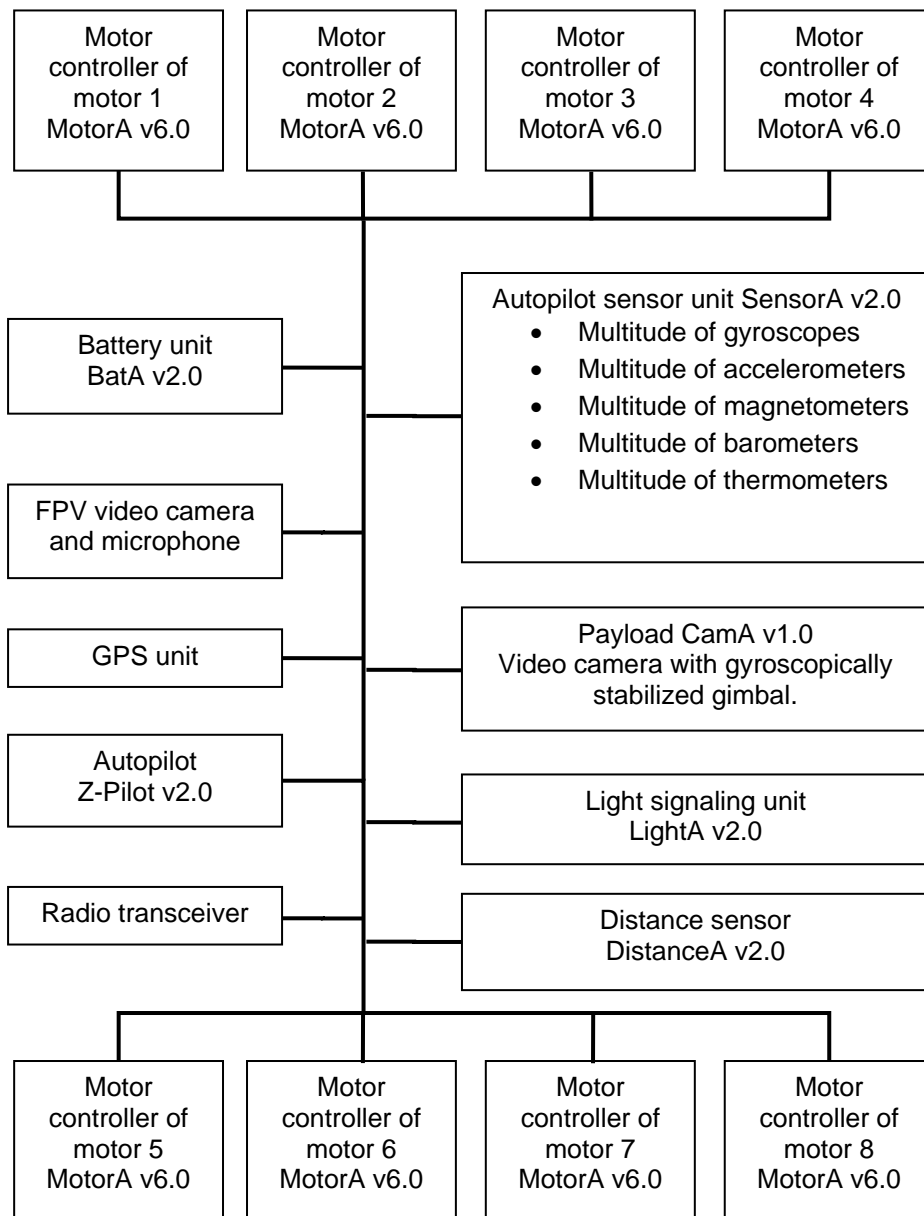 Motor
controller of
motor 1
MotorA v6.0
Motor
controller of
motor 2
MotorA v6.0
Motor
controller of
motor 3
MotorA v6.0
Motor
controller of
motor 4
MotorA v6.0
Autopilot sensor unit SensorA v2.0
• Multitude of gyroscopes
• Multitude of accelerometers
• Multitude of magnetometers
• Multitude of barometers
• Multitude of thermometers
Battery unit
BatA v2.0
FPV video camera
and microphone
GPS unit
Payload CamA v1.0
Video camera with gyroscopically
stabilized gimbal.
Autopilot
Z-Pilot v2.0
Light signaling unit
LightA v2.0
Radio transceiver
Distance sensor
DistanceA v2.0
Motor
controller of
motor 5
MotorA v6.0
Motor
controller of
motor 6
MotorA v6.0
Motor
controller of
motor 7
MotorA v6.0
Motor
controller of
motor 8
MotorA v6.0